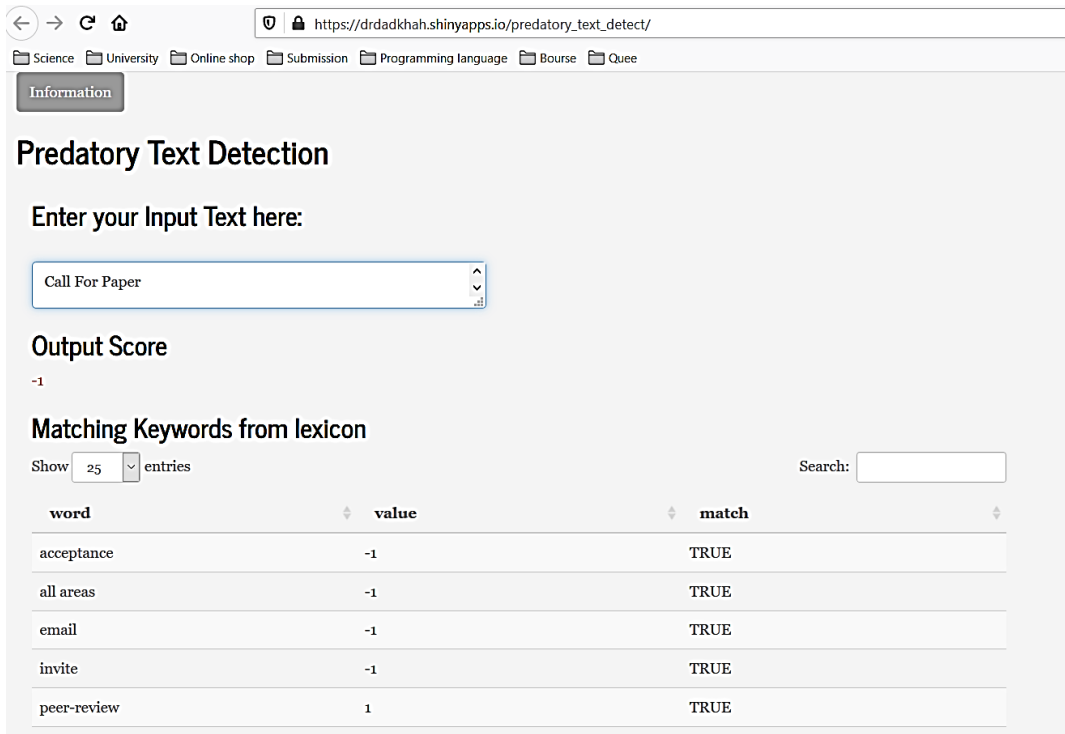 https://drdadkhah.shinyapps.io/predatory_text_detect/
Science University Online shop Submission Programming language Bourse Quee
Information
Predatory Text Detection
Enter your Input Text here:
Call For Paper
Output Score
-1
Matching Keywords from lexicon
Show 25 entries Search:
word value match
acceptance -1 TRUE
all areas -1 TRUE
email -1 TRUE
invite -1 TRUE
peer-review 1 TRUE